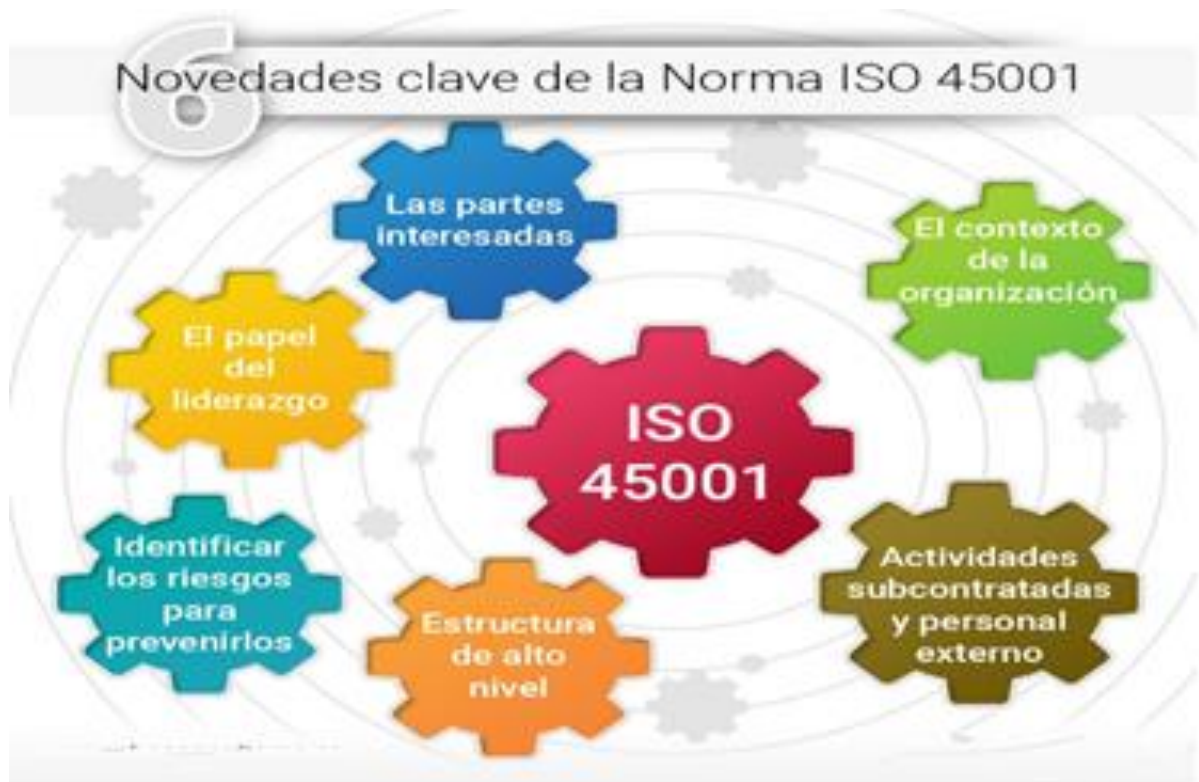 6
Novedades clave de la Norma ISO 45001
Las partes
interesadas
El contexto
de la
organización
El papel
del
liderazgo
ISO
45001
Identificar
los riesgos
para
prevenirlos
Estructura
de alto
nivel
Actividades
subcontratadas
y personal
externo